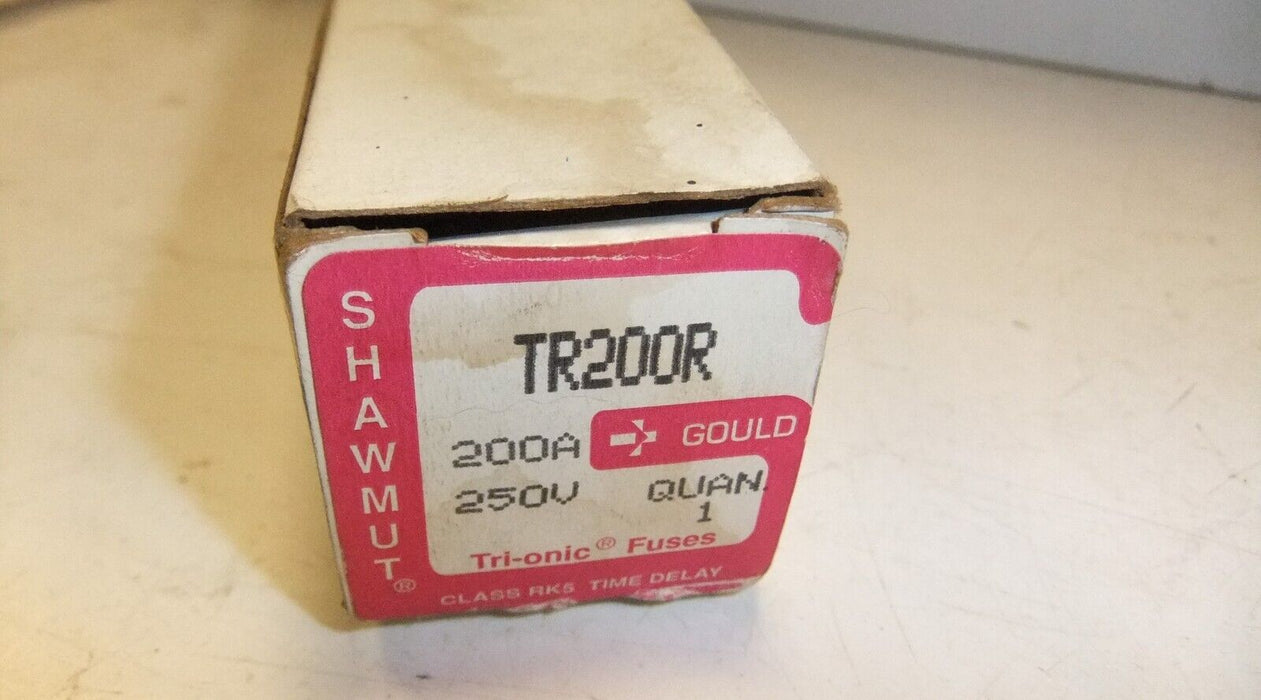 SHAWMUT®
TR200R
200A
GOULD
250V
QUAN.
1
Tri-onic® Fuses
CLASS RK5 TIME DELAY